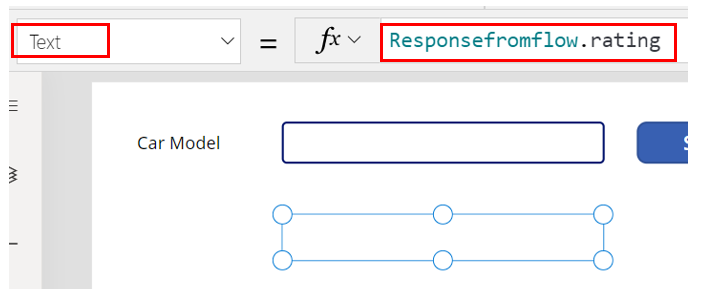 Text = fx Responsefromflow.rating
Car Model